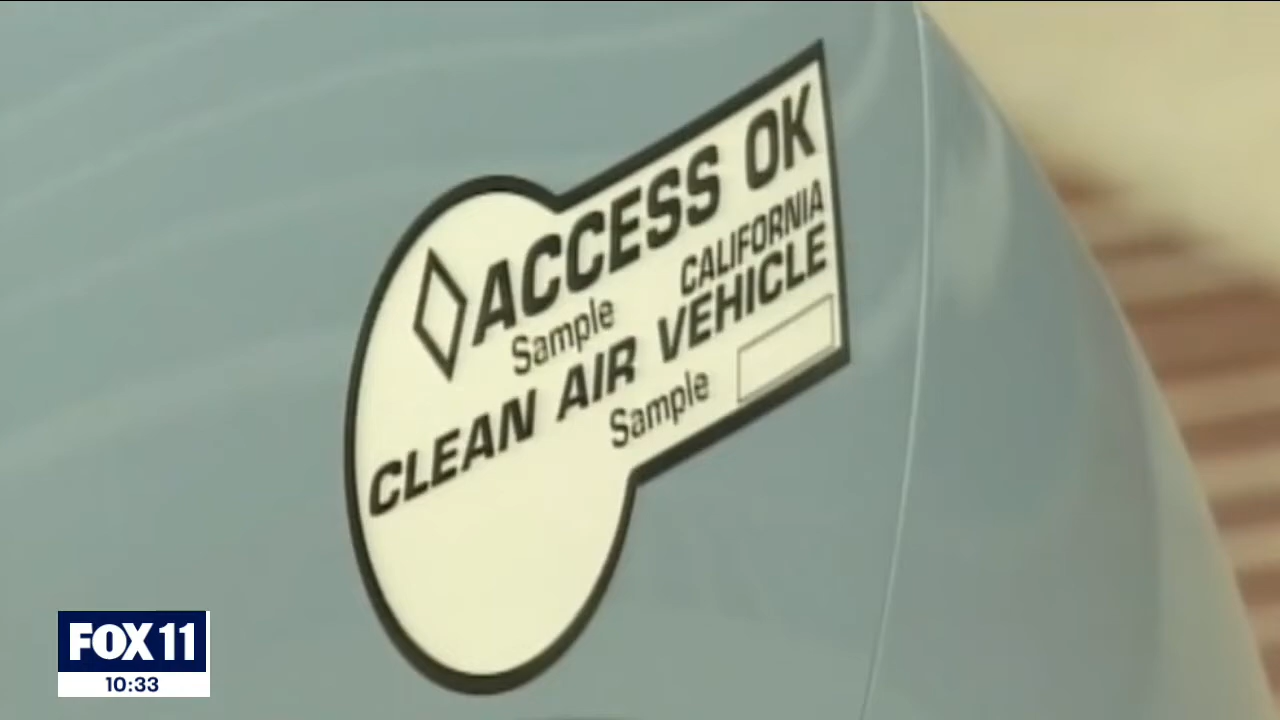 ACCESS OK
Sample
CALIFORNIA
CLEAN AIR VEHICLE
Sample
FOX 11
10:33